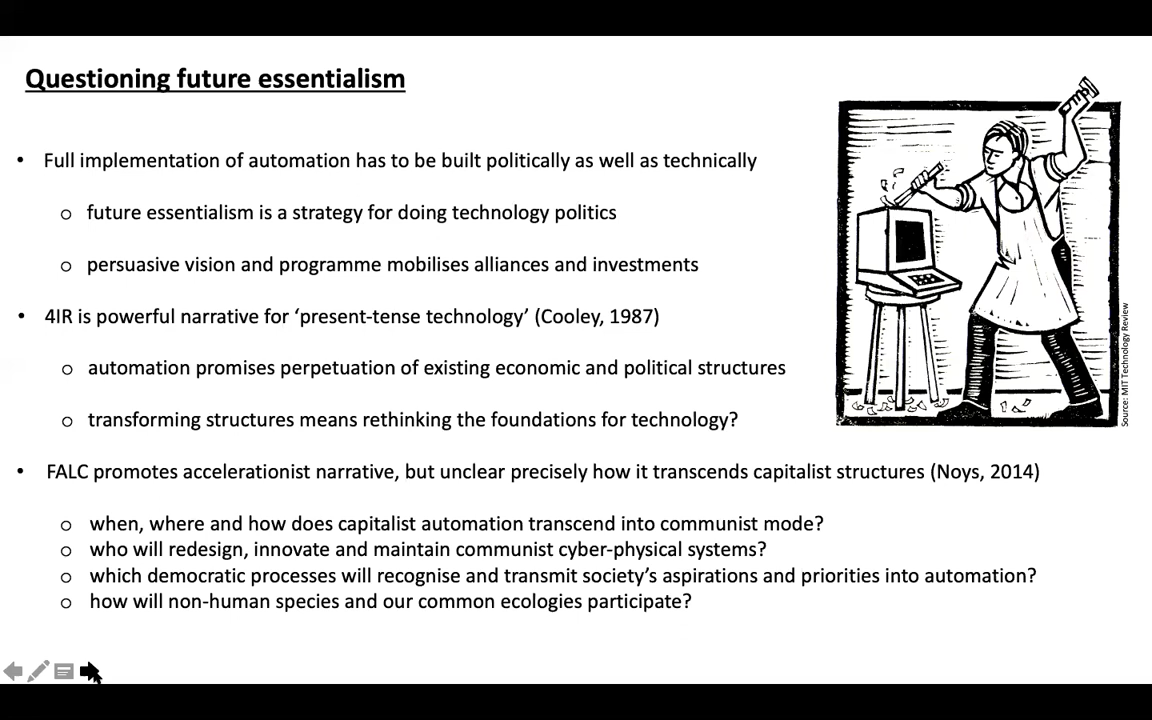 Questioning future essentialism
• Full implementation of automation has to be built politically as well as technically
o future essentialism is a strategy for doing technology politics
o persuasive vision and programme mobilises alliances and investments
• 4IR is powerful narrative for ‘present-tense technology’ (Cooley, 1987)
o automation promises perpetuation of existing economic and political structures
o transforming structures means rethinking the foundations for technology?
• FALC promotes accelerationist narrative, but unclear precisely how it transcends capitalist structures (Noys, 2014)
o when, where and how does capitalist automation transcend into communist mode?
o who will redesign, innovate and maintain communist cyber-physical systems?
o which democratic processes will recognise and transmit society’s aspirations and priorities into automation?
o how will non-human species and our common ecologies participate?
Source: MIT Technology Review